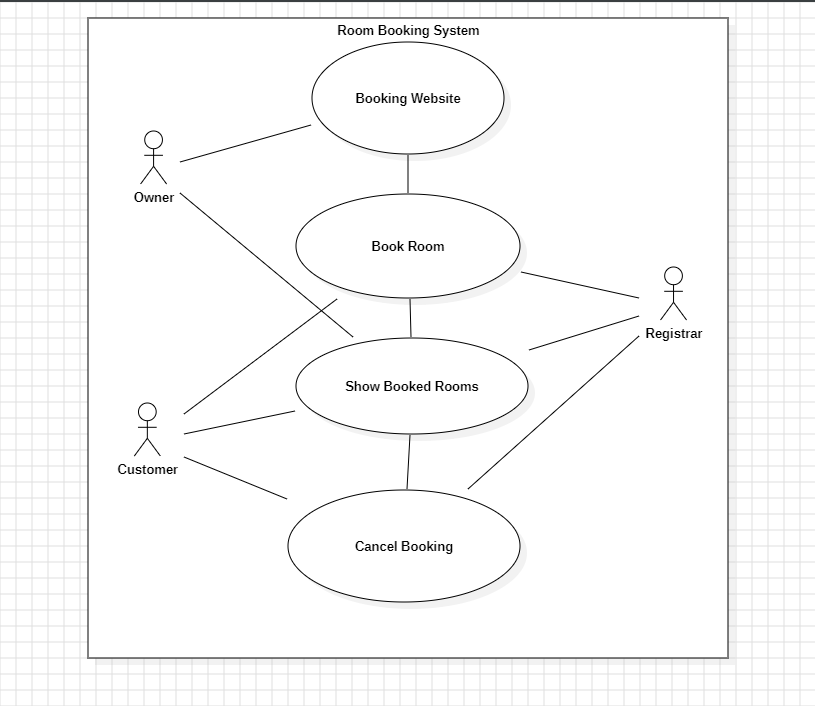 Room Booking System
Booking Website
Owner
Book Room
Registrar
Show Booked Rooms
Customer
Cancel Booking